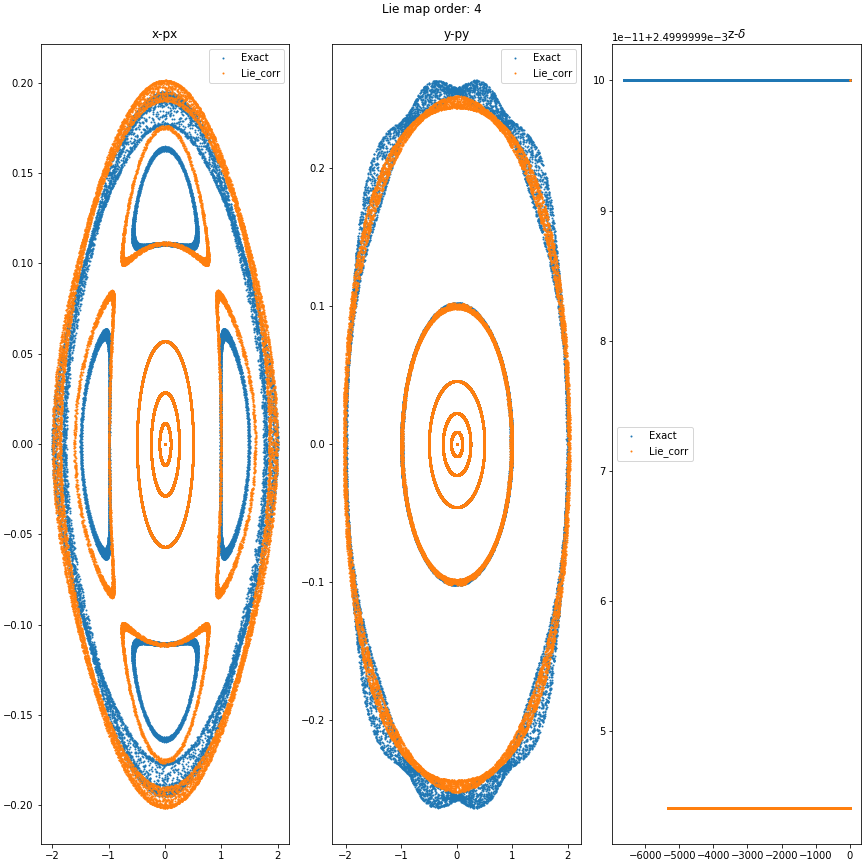 Lie map order: 4
x-px
Exact
Lie_corr
0.20
0.15
0.10
0.05
0.00
−0.05
−0.10
−0.15
−0.20
−2 −1 0 1 2
y-py
Exact
Lie_corr
0.2
0.1
0.0
−0.1
−0.2
−2 −1 0 1 2
1e−11+2.4999999e−3
z-δ
10
9
8
7
6
5
Exact
Lie_corr
−6000 −5000 −4000 −3000 −2000 −1000 0